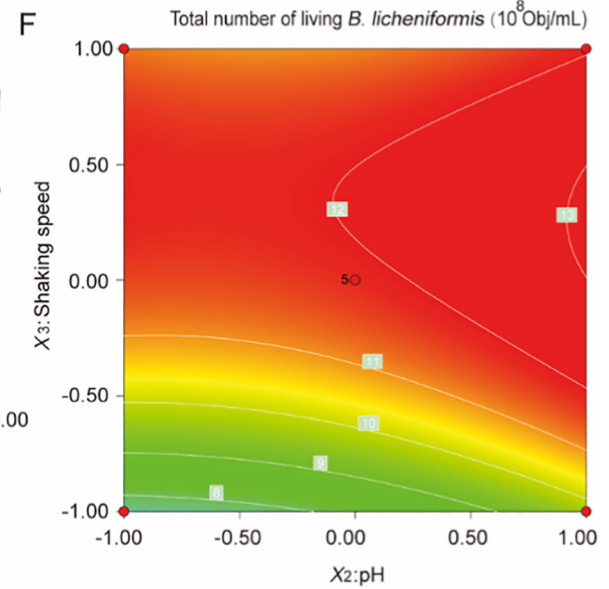 F
Total number of living B. licheniformis (10⁸Obj/mL)
1.00
0.50
12
13
0.00
5
11
-0.50
10
.00
9
8
-1.00
-1.00 -0.50 0.00 0.50 1.00
X2:pH
X3: Shaking speed